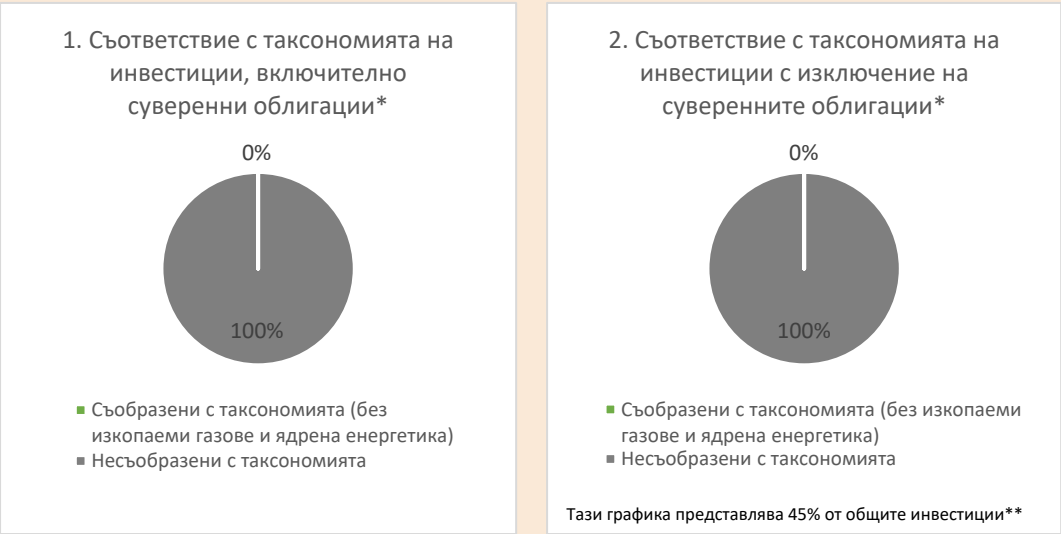 1. Съответствие с таксономията на
инвестиции, включително
суверенни облигации*
0%
100%
Съобразени с таксономията (без
изкопаеми газове и ядрена енергетика)
Несъобразени с таксономията
2. Съответствие с таксономията на
инвестиции с изключение на
суверенните облигации*
0%
100%
Съобразени с таксономията (без изкопаеми
газове и ядрена енергетика)
Несъобразени с таксономията
Тази графика представлява 45% от общите инвестиции**